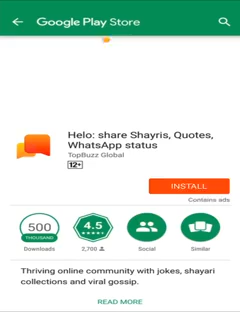 Google Play Store
Helo: share Shayris, Quotes,
WhatsApp status
TopBuzz Global
12+
INSTALL
Contains ads
500
THOUSAND
4.5
Downloads
2,700
Social
Similar
Thriving online community with jokes, shayari
collections and viral gossip.
READ MORE